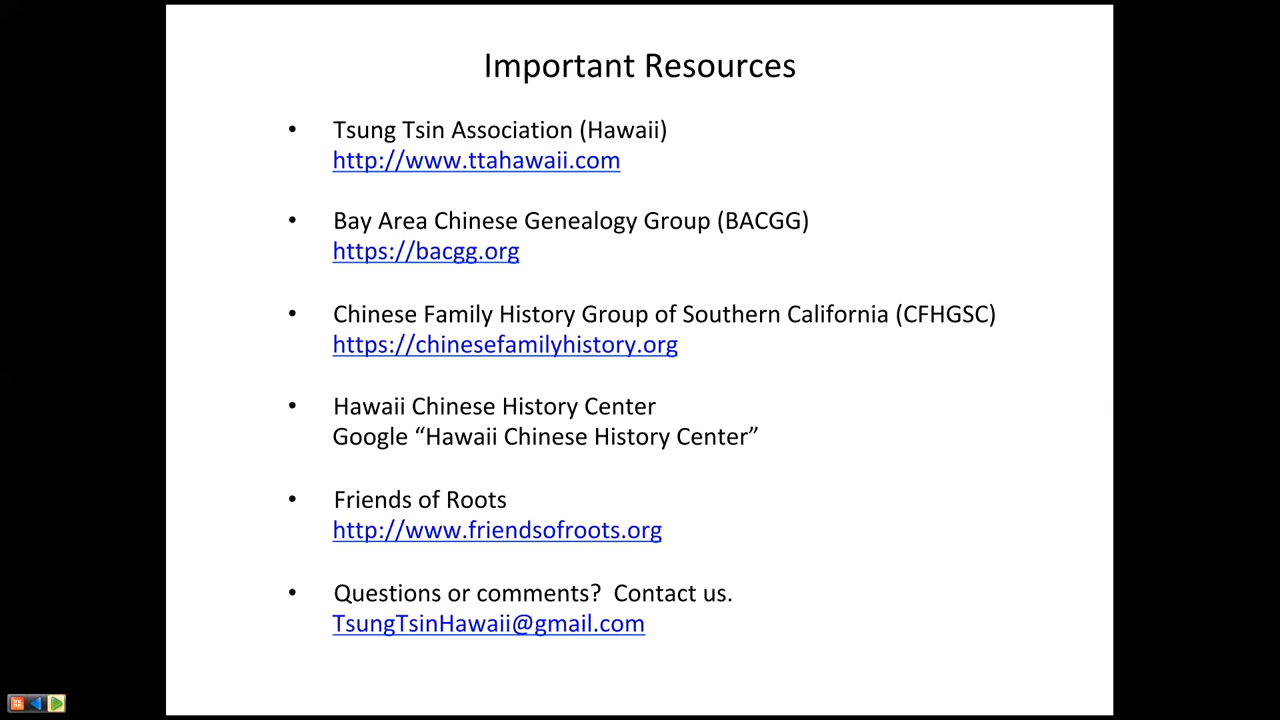 Important Resources
• Tsung Tsin Association (Hawaii)
http://www.ttahawaii.com
• Bay Area Chinese Genealogy Group (BACGG)
https://bacgg.org
• Chinese Family History Group of Southern California (CFHGSC)
https://chinesefamilyhistory.org
• Hawaii Chinese History Center
Google “Hawaii Chinese History Center”
• Friends of Roots
http://www.friendsofroots.org
• Questions or comments?  Contact us.
TsungTsinHawaii@gmail.com